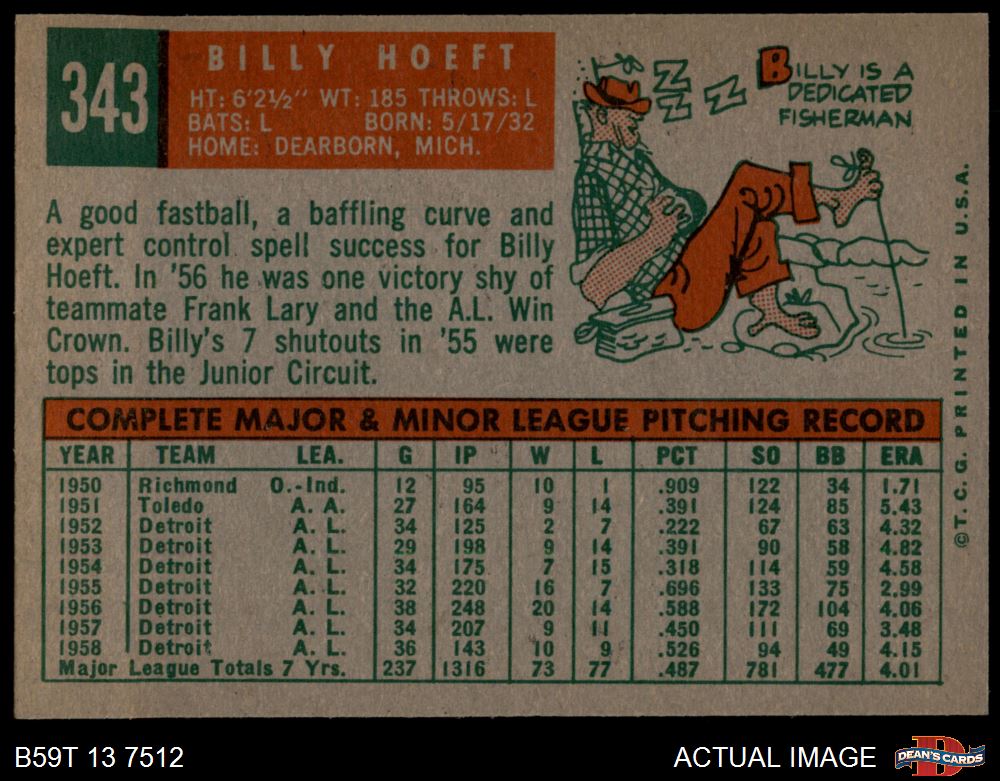 343
BILLY HOEFT
HT: 6'2½" WT: 185 THROWS: L
BATS: L BORN: 5/17/32
HOME: DEARBORN, MICH.
Z Z Z Z
BILLY IS A
DEDICATED
FISHERMAN
A good fastball, a baffling curve and
expert control spell success for Billy
Hoeft. In '56 he was one victory shy of
teammate Frank Lary and the A.L. Win
Crown. Billy's 7 shutouts in '55 were
tops in the Junior Circuit.
©T. C. G. PRINTED IN U.S.A.
COMPLETE MAJOR & MINOR LEAGUE PITCHING RECORD
YEAR TEAM LEA. G IP W L PCT SO BB ERA
1950 Richmond O.-Ind. 12 95 10 1 .909 122 34 1.71
1951 Toledo A. A. 27 164 9 14 .391 124 85 5.43
1952 Detroit A. L. 34 125 2 7 .222 67 63 4.32
1953 Detroit A. L. 29 198 9 14 .391 90 58 4.82
1954 Detroit A. L. 34 175 7 15 .318 114 59 4.58
1955 Detroit A. L. 32 220 16 7 .696 133 75 2.99
1956 Detroit A. L. 38 248 20 14 .588 172 104 4.06
1957 Detroit A. L. 34 207 9 11 .450 111 69 3.48
1958 Detroit A. L. 36 143 10 9 .526 94 49 4.15
Major League Totals 7 Yrs. 237 1316 73 77 .487 781 477 4.01
B59T 13 7512
ACTUAL IMAGE
D
DEAN'S CARDS